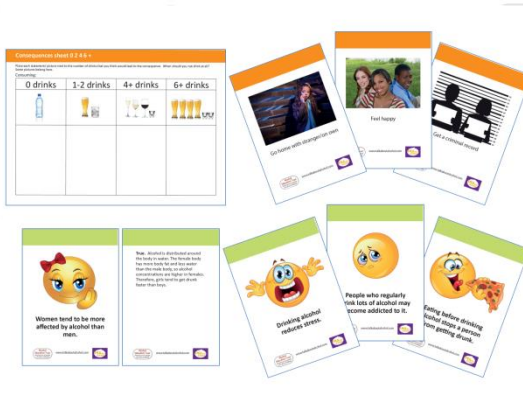 Consequences sheet 0 2 4 6 +
Consuming:
0 drinks
1-2 drinks
4+ drinks
6+ drinks
Go home with stranger/on own
Feel happy
Get a criminal record
Women tend to be more
affected by alcohol than
men.
True. Alcohol is distributed around
the body in water. The female body
has more body fat and less water
than the male body, so alcohol
concentrations are higher in females.
Therefore, girls tend to get drunk
faster than boys.
Drinking alcohol
reduces stress.
People who regularly
drink lots of alcohol may
become addicted to it.
Eating before drinking
alcohol stops a person
from getting drunk.